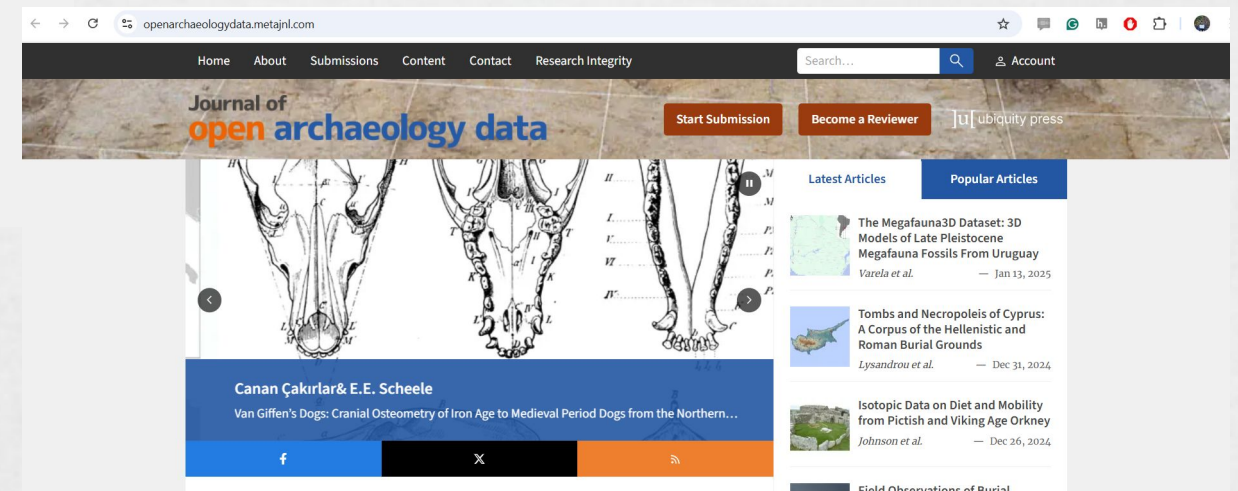 openarchaeologydata.metajnl.com
Home About Submissions Content Contact Research Integrity Search... Account
Journal of
open archaeology data
Start Submission Become a Reviewer ]u[ ubiquity press
Latest Articles Popular Articles
The Megafauna3D Dataset: 3D
Models of Late Pleistocene
Megafauna Fossils From Uruguay
Varela et al. — Jan 13, 2025
Tombs and Necropoleis of Cyprus:
A Corpus of the Hellenistic and
Roman Burial Grounds
Lysandrou et al. — Dec 31, 2024
Canan Çakırlar& E.E. Scheele
Van Giffen's Dogs: Cranial Osteometry of Iron Age to Medieval Period Dogs from the Northern…
Isotopic Data on Diet and Mobility
from Pictish and Viking Age Orkney
Johnson et al. — Dec 26, 2024
Field Observations of Burial